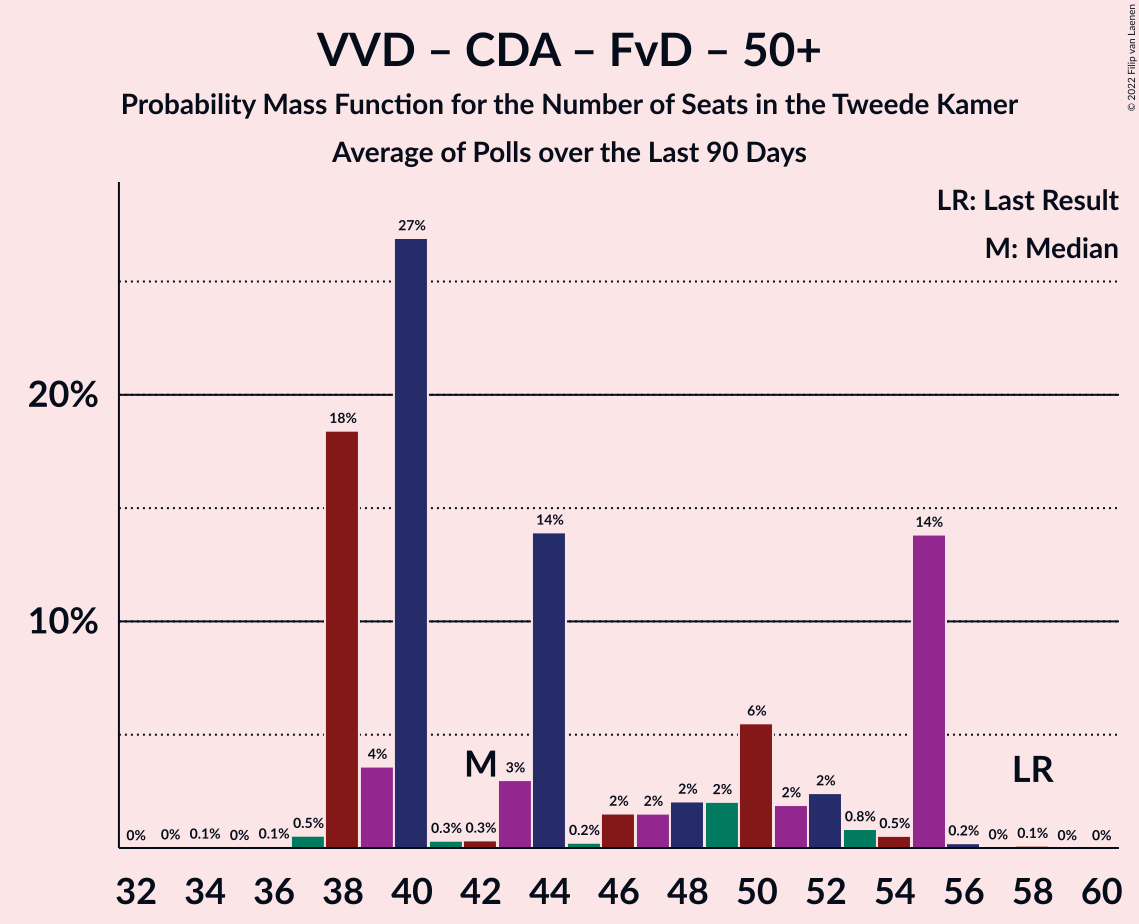 VVD – CDA – FvD – 50+
Probability Mass Function for the Number of Seats in the Tweede Kamer
Average of Polls over the Last 90 Days
© 2022 Filip van Laenen
LR: Last Result
M: Median
20%
10%
0% 0% 0.1% 0% 0.1% 0.5% 18% 4% 27% 0.3% 0.3% 3% 14% 0.2% 2% 2% 2% 2% 6% 2% 2% 0.8% 0.5% 14% 0.2% 0% 0.1% 0% 0%
M
LR
32 34 36 38 40 42 44 46 48 50 52 54 56 58 60